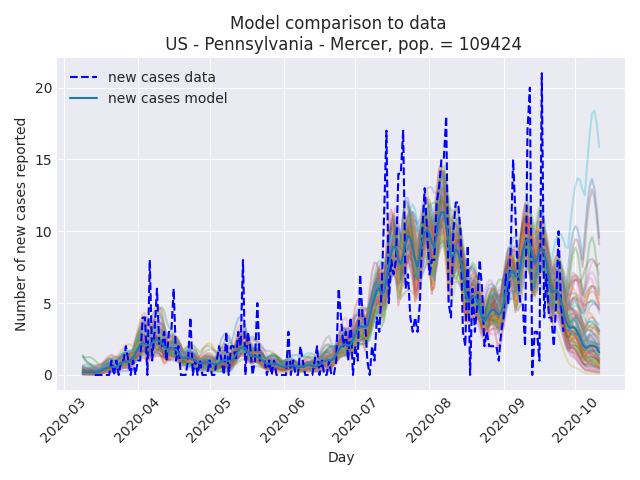 Model comparison to data
US - Pennsylvania - Mercer, pop. = 109424
new cases data
new cases model
Number of new cases reported
20
15
10
5
0
2020-03
2020-04
2020-05
2020-06
2020-07
2020-08
2020-09
2020-10
Day